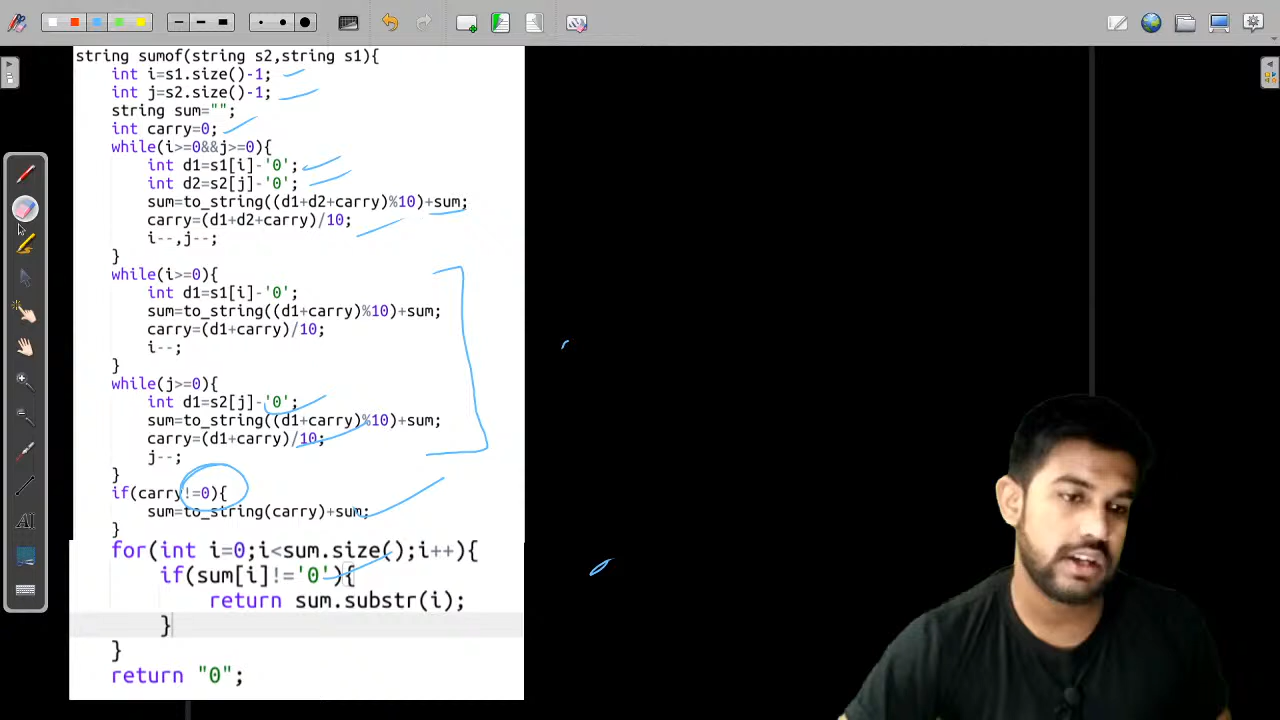 string sumof(string s2,string s1){
int i=s1.size()-1;
int j=s2.size()-1;
string sum="";
int carry=0;
while(i>=0&&j>=0){
int d1=s1[i]-'0';
int d2=s2[j]-'0';
sum=to_string((d1+d2+carry)%10)+sum;
carry=(d1+d2+carry)/10;
i--,j--;
}
while(i>=0){
int d1=s1[i]-'0';
sum=to_string((d1+carry)%10)+sum;
carry=(d1+carry)/10;
i--;
}
while(j>=0){
int d1=s2[j]-'0';
sum=to_string((d1+carry)%10)+sum;
carry=(d1+carry)/10;
j--;
}
if(carry!=0){
sum=to_string(carry)+sum;
}
for(int i=0;i<sum.size();i++){
if(sum[i]!='0'){
return sum.substr(i);
}
}
return "0";